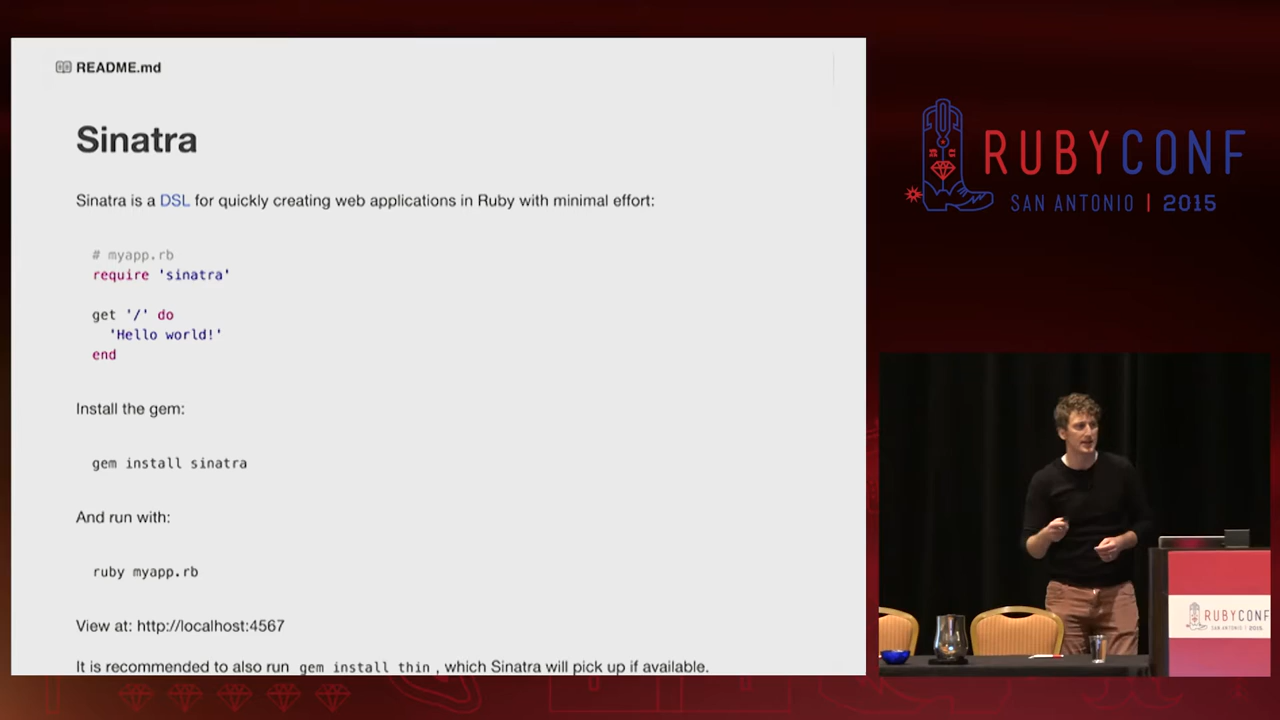 README.md
Sinatra
Sinatra is a DSL for quickly creating web applications in Ruby with minimal effort:
# myapp.rb
require 'sinatra'
get '/' do
'Hello world!'
end
Install the gem:
gem install sinatra
And run with:
ruby myapp.rb
View at: http://localhost:4567
It is recommended to also run gem install thin , which Sinatra will pick up if available.
RUBYCONF
SAN ANTONIO | 2015
RUBYCONF
SAN ANTONIO | 2015